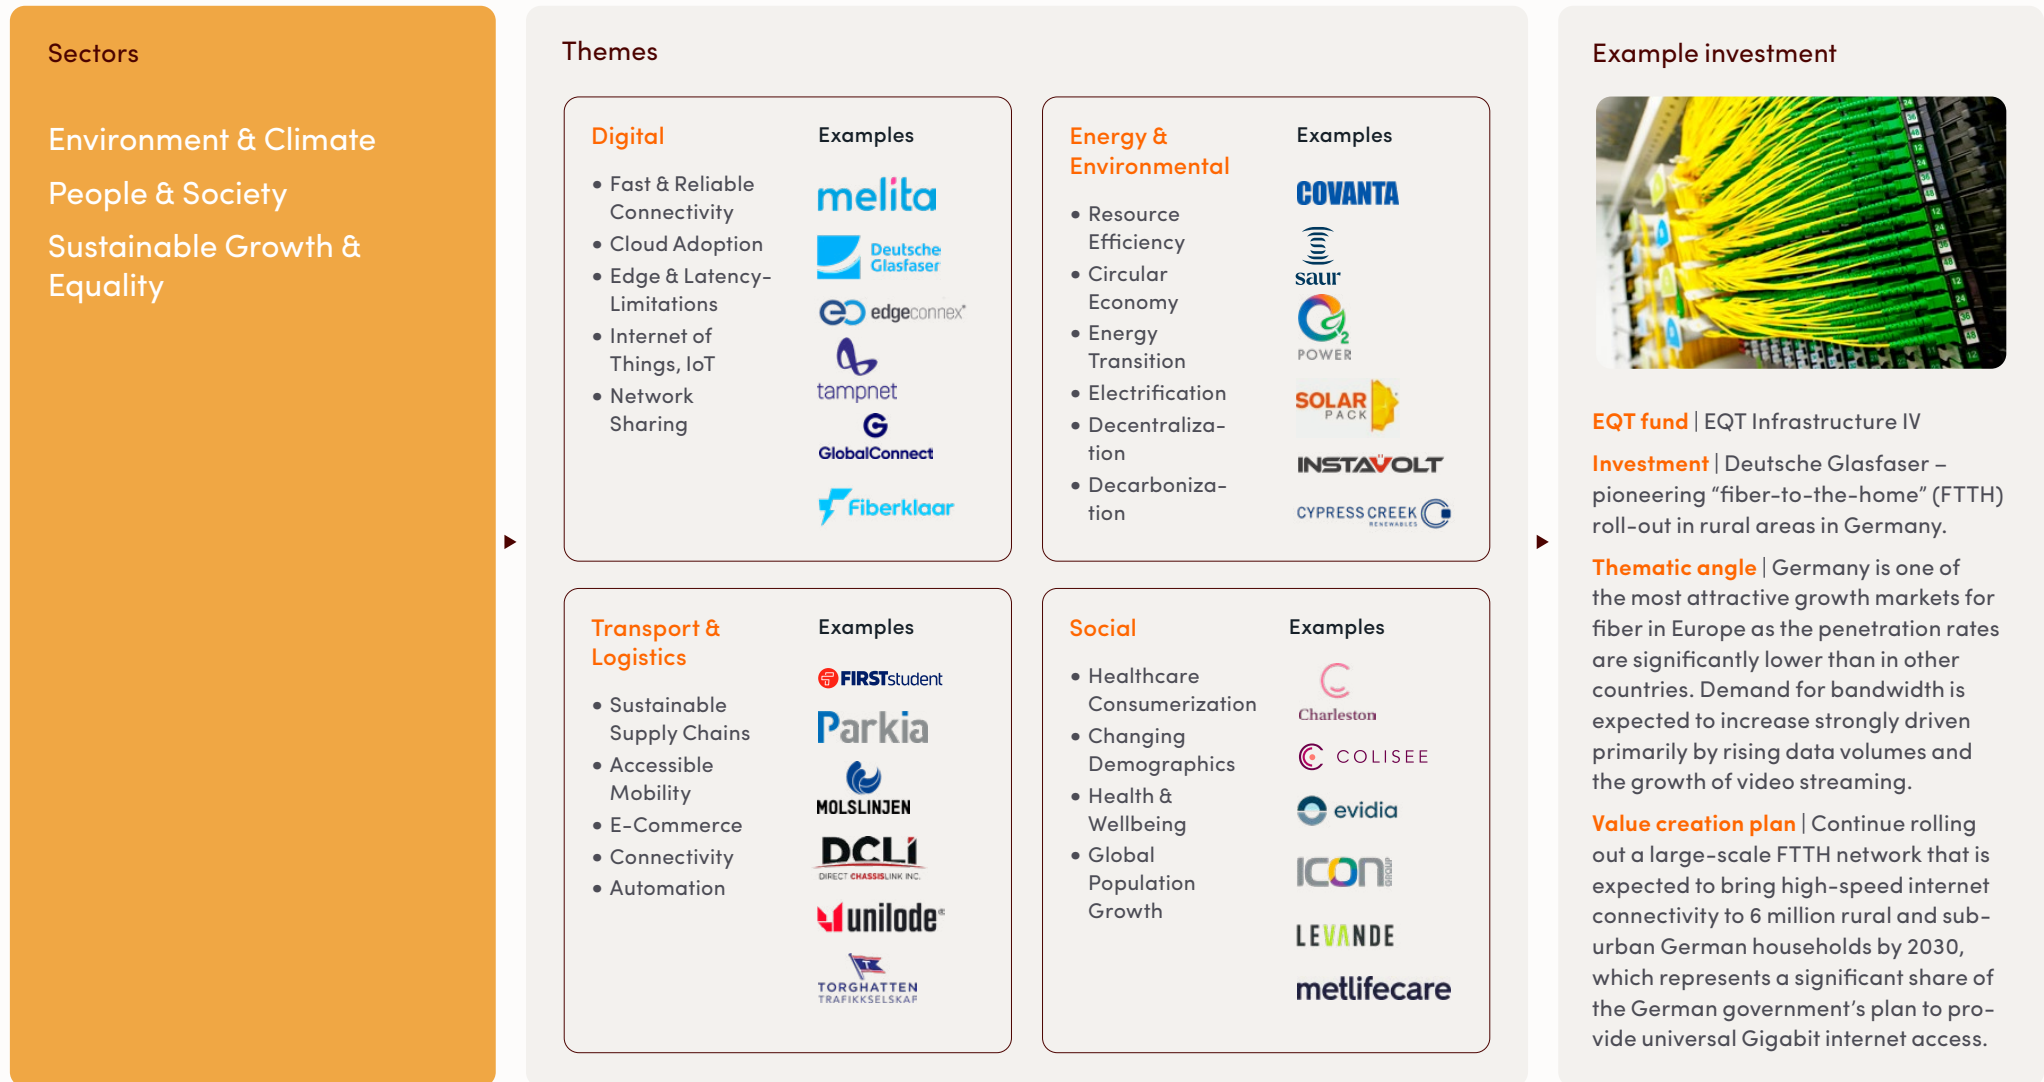 Sectors
Environment & Climate
People & Society
Sustainable Growth &
Equality
Themes
Digital
• Fast & Reliable
Connectivity
• Cloud Adoption
• Edge & Latency-
Limitations
• Internet of
Things, IoT
• Network
Sharing
Examples
melita
Deutsche
Glasfaser
edgeconnex
tampnet
GlobalConnect
Fiberklaar
Energy &
Environmental
• Resource
Efficiency
• Circular
Economy
• Energy
Transition
• Electrification
• Decentraliza-
tion
• Decarboniza-
tion
Examples
COVANTA
saur
O2
POWER
SOLAR
PACK
INSTAVOLT
CYPRESS CREEK
RENEWABLES
Transport &
Logistics
• Sustainable
Supply Chains
• Accessible
Mobility
• E-Commerce
• Connectivity
• Automation
Examples
FIRSTstudent
Parkia
MOLSLINJEN
DCLi
DIRECT CHASSISLINK INC.
unilode
TORGHATTEN
TRAFIKKSELSKAP
Social
• Healthcare
Consumerization
• Changing
Demographics
• Health &
Wellbeing
• Global
Population
Growth
Examples
Charleston
COLISEE
evidia
ICON GROUP
LEVANDE
metlifecare
Example investment
EQT fund | EQT Infrastructure IV
Investment | Deutsche Glasfaser –
pioneering “fiber-to-the-home” (FTTH)
roll-out in rural areas in Germany.
Thematic angle | Germany is one of
the most attractive growth markets for
fiber in Europe as the penetration rates
are significantly lower than in other
countries. Demand for bandwidth is
expected to increase strongly driven
primarily by rising data volumes and
the growth of video streaming.
Value creation plan | Continue rolling
out a large-scale FTTH network that is
expected to bring high-speed internet
connectivity to 6 million rural and sub-
urban German households by 2030,
which represents a significant share of
the German government’s plan to pro-
vide universal Gigabit internet access.